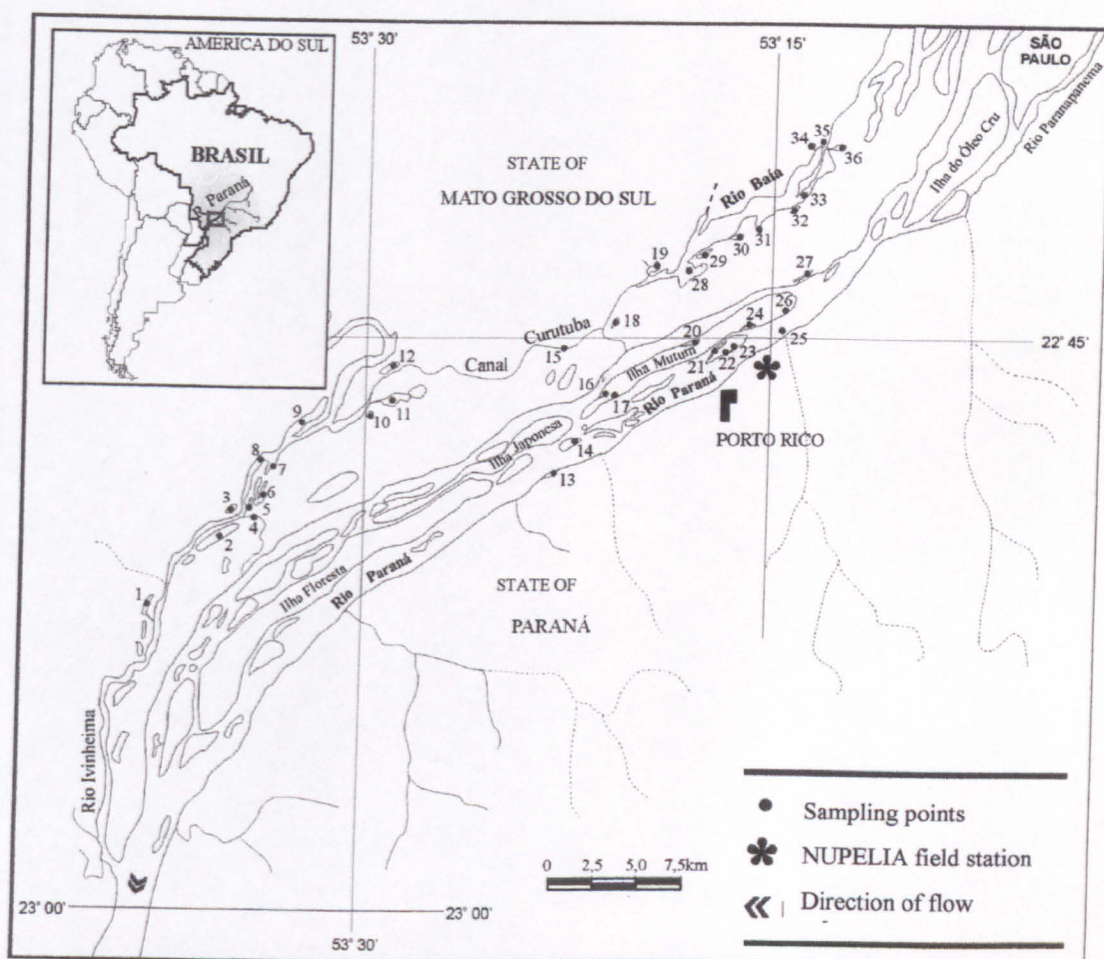 AMERICA DO SUL
BRASIL
Paraná
53° 30
53° 15
SÃO
PAULO
Rio Paranapanema
Ilha do Óleo Cru
STATE OF
MATO GROSSO DO SUL
Rio Baía
34
35
36
33
32
31
30
29
28
19
27
26
25
24
23
22
21
20
18
Curutuba
Canal
15
22° 45
Ilha Mutum
Rio Paraná
16
17
12
11
10
9
8
7
6
5
4
3
2
1
14
13
Ilha Japonesa
PORTO RICO
Ilha Floresta
Rio Paraná
STATE OF
PARANÁ
Rio Ivinheima
0 2,5 5,0 7,5km
Sampling points
NUPELIA field station
Direction of flow
23° 00
23° 00
53° 30